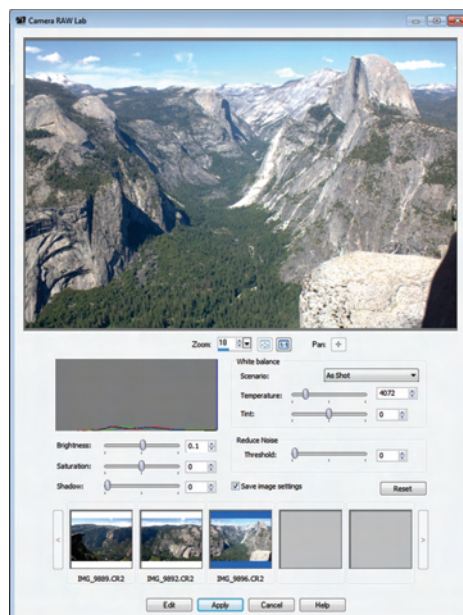 Camera RAW Lab
Zoom: 18 1:1 Pan:
White balance
Scenario: As Shot
Temperature: 4072
Tint: 0
Brightness: 0.1
Reduce Noise
Saturation: 0 Threshold: 0
Shadow: 0 Save image settings Reset
< >
IMG_9889.CR2 IMG_9892.CR2 IMG_9896.CR2
Edit Apply Cancel Help